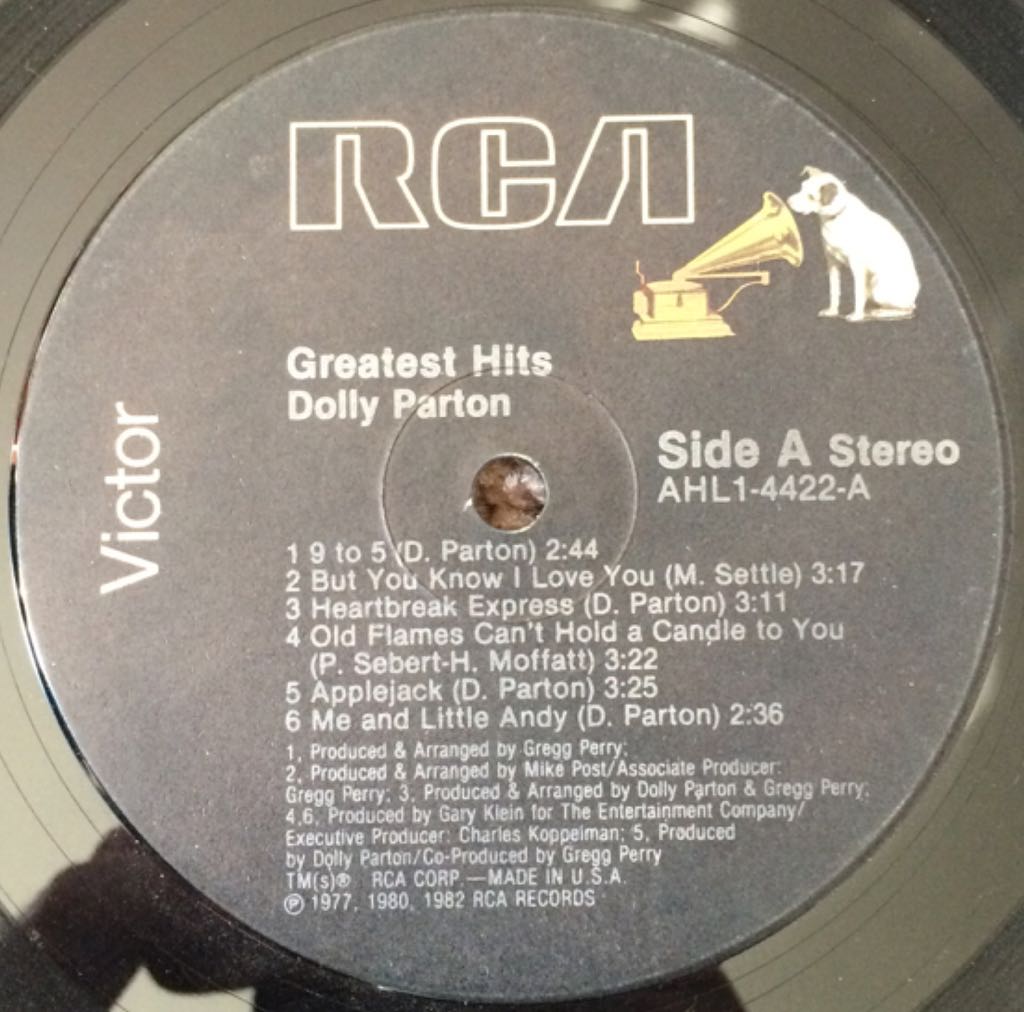 RCA
Victor
Greatest Hits
Dolly Parton
Side A Stereo
AHL1-4422-A
1 9 to 5 (D. Parton) 2:44
2 But You Know I Love You (M. Settle) 3:17
3 Heartbreak Express (D. Parton) 3:11
4 Old Flames Can't Hold a Candle to You
(P. Sebert-H. Moffatt) 3:22
5 Applejack (D. Parton) 3:25
6 Me and Little Andy (D. Parton) 2:36
1, Produced & Arranged by Gregg Perry;
2, Produced & Arranged by Mike Post/Associate Producer:
Gregg Perry; 3, Produced & Arranged by Dolly Parton & Gregg Perry;
4,6, Produced by Gary Klein for The Entertainment Company/
Executive Producer: Charles Koppelman; 5, Produced
by Dolly Parton/Co-Produced by Gregg Perry
TM(s)® RCA CORP.—MADE IN U.S.A.
℗ 1977, 1980, 1982 RCA RECORDS